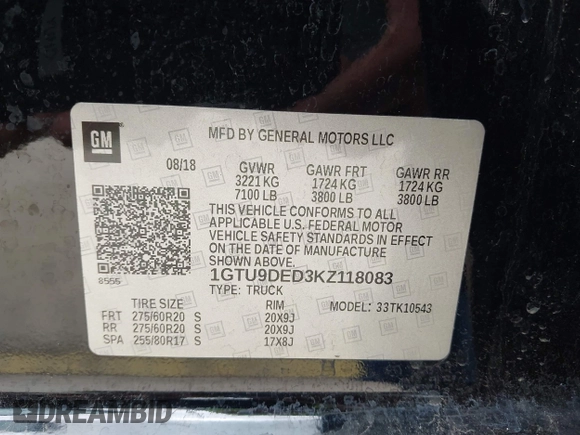 GM
MFD BY GENERAL MOTORS LLC
08/18
GVWR GAWR FRT GAWR RR
3221 KG 1724 KG 1724 KG
7100 LB 3800 LB 3800 LB
THIS VEHICLE CONFORMS TO ALL
APPLICABLE U.S. FEDERAL MOTOR
VEHICLE SAFETY STANDARDS IN EFFECT
ON THE DATE OF MANUFACTURE
SHOWN ABOVE.
8555
1GTU9DED3KZ118083
TYPE: TRUCK
TIRE SIZE RIM MODEL: 33TK10543
FRT 275/60R20 S 20X9J
RR 275/60R20 S 20X9J
SPA 255/80R17 S 17X8J
DREAMBID